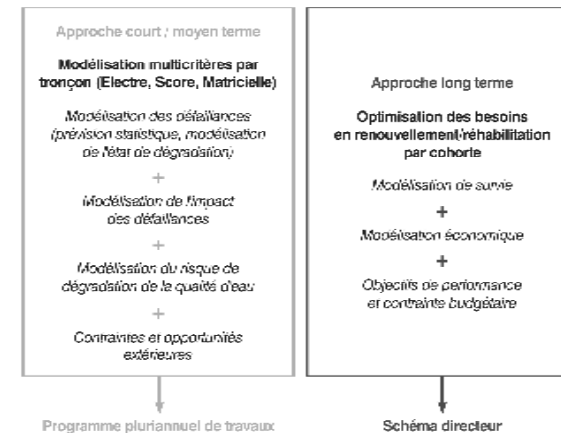 Approche court / moyen terme
Modélisation multicritères par
tronçon (Electre, Score, Matricielle)
Modélisation des défaillances
(prévision statistique, modélisation
de l'état de dégradation)
+
Modélisation de l'impact
des défaillances
+
Modélisation du risque de
dégradation de la qualité d'eau
+
Contraintes et opportunités
extérieures
Programme pluriannuel de travaux
Approche long terme
Optimisation des besoins
en renouvellement/réhabilitation
par cohorte
Modélisation de survie
+
Modélisation économique
+
Objectifs de performance
et contrainte budgétaire
Schéma directeur